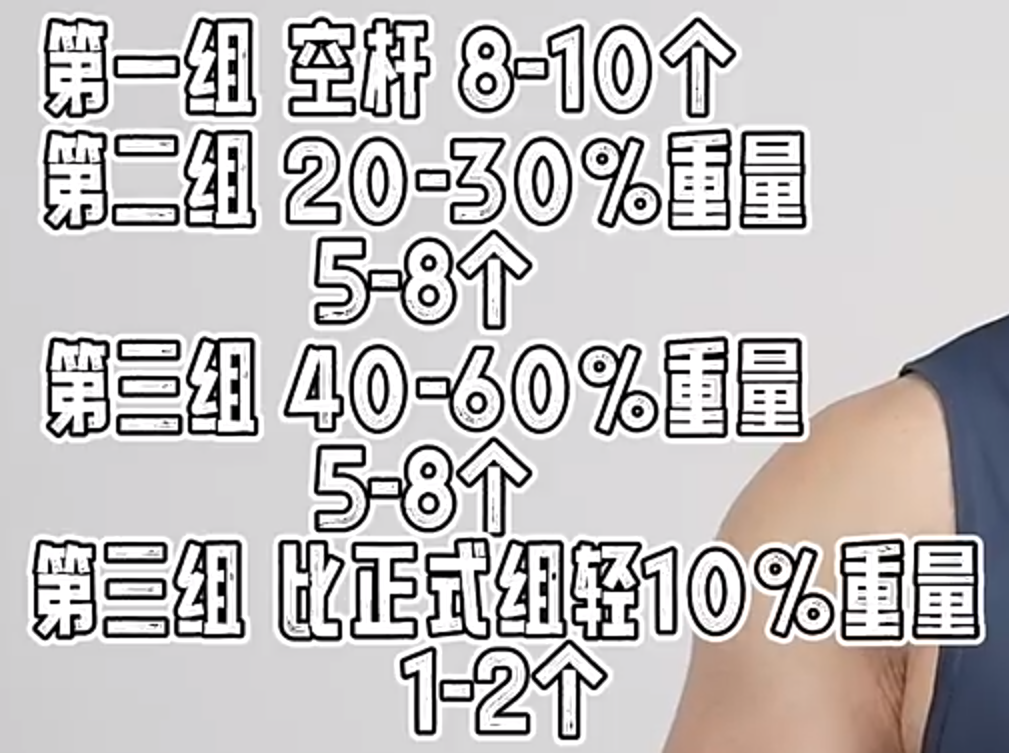 第一组 空杆 8-10个
第二组 20-30%重量
5-8个
第三组 40-60%重量
5-8个
第三组 比正式组轻10%重量
1-2个